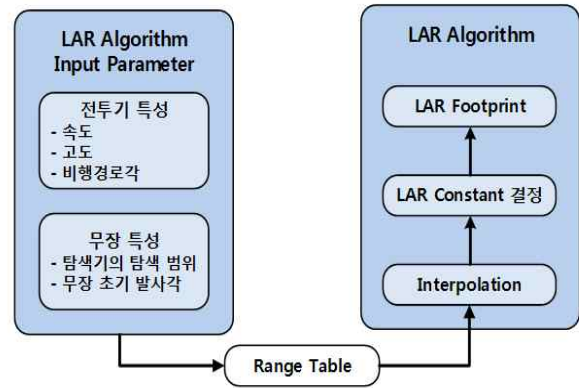 LAR Algorithm
Input Parameter
전투기 특성
- 속도
- 고도
- 비행경로각
무장 특성
- 탐색기의 탐색 범위
- 무장 초기 발사각
Range Table
LAR Algorithm
LAR Footprint
LAR Constant 결정
Interpolation